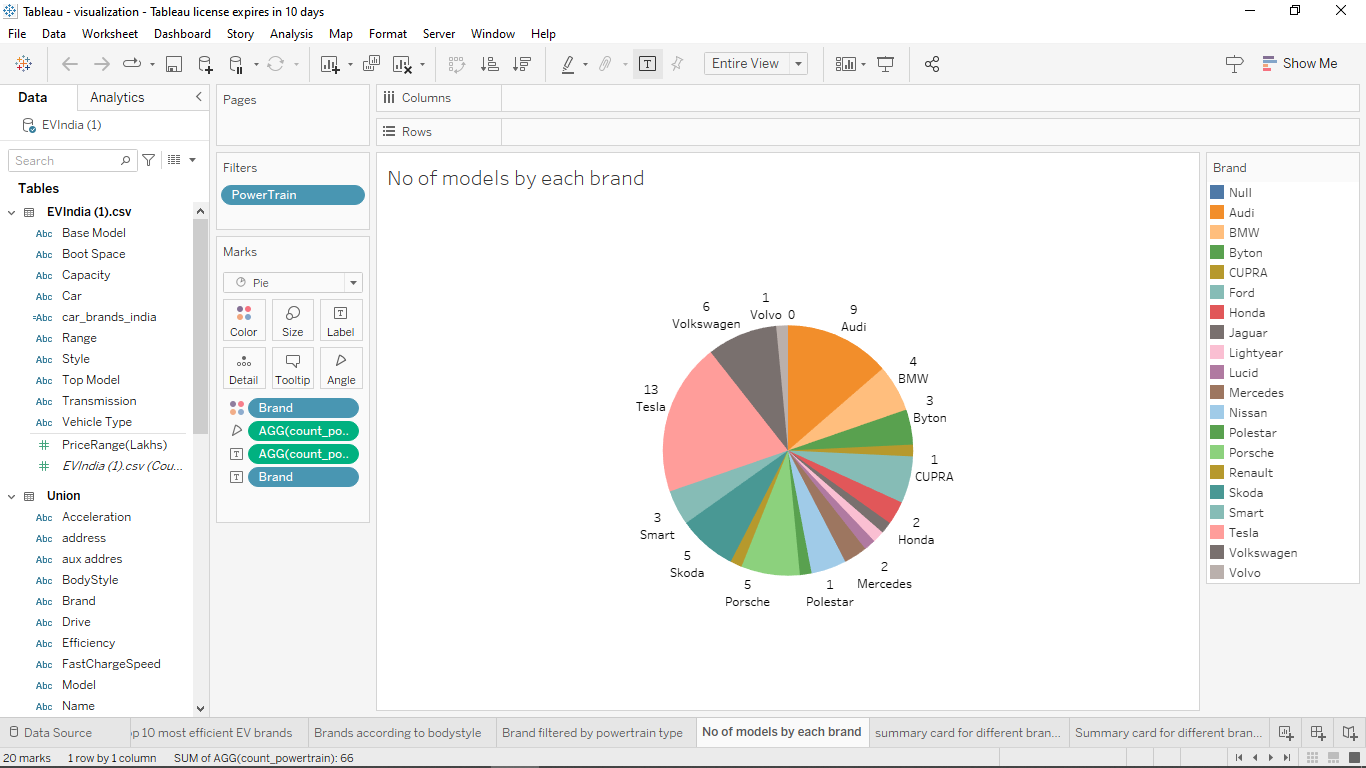 Tableau - visualization - Tableau license expires in 10 days
File Data Worksheet Dashboard Story Analysis Map Format Server Window Help
Entire View
Show Me
Data Analytics
EVIndia (1)
Search
Tables
EVIndia (1).csv
Abc Base Model
Abc Boot Space
Abc Capacity
Abc Car
=Abc car_brands_india
Abc Range
Abc Style
Abc Top Model
Abc Transmission
Abc Vehicle Type
# PriceRange(Lakhs)
# EVIndia (1).csv (Cou...
Union
Abc Acceleration
Abc address
Abc aux addres
Abc BodyStyle
Abc Brand
Abc Drive
Abc Efficiency
Abc FastChargeSpeed
Abc Model
Abc Name
Pages
Filters
PowerTrain
Marks
Pie
Color Size Label
Detail Tooltip Angle
Brand
AGG(count_po..
AGG(count_po..
Brand
Columns
Rows
No of models by each brand
0
9
Audi
4
BMW
3
Byton
1
CUPRA
2
Honda
2
Mercedes
1
Polestar
5
Porsche
5
Skoda
3
Smart
13
Tesla
6
Volkswagen
1
Volvo
Brand
Null
Audi
BMW
Byton
CUPRA
Ford
Honda
Jaguar
Lightyear
Lucid
Mercedes
Nissan
Polestar
Porsche
Renault
Skoda
Smart
Tesla
Volkswagen
Volvo
Data Source
op 10 most efficient EV brands
Brands according to bodystyle
Brand filtered by powertrain type
No of models by each brand
summary card for different bran...
Summary card for different bran...
20 marks 1 row by 1 column SUM of AGG(count_powertrain): 66